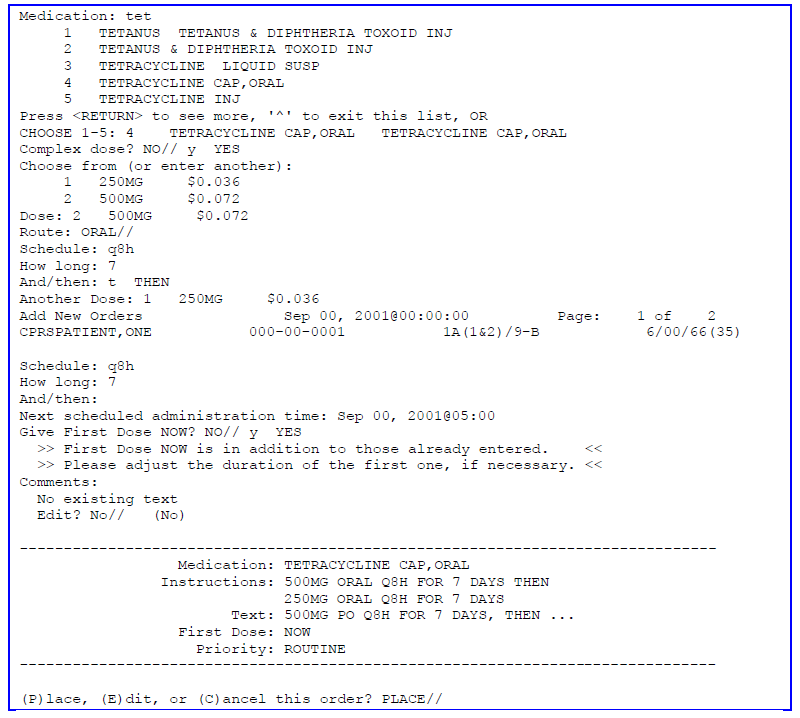 Medication: tet
1 TETANUS TETANUS & DIPHTHERIA TOXOID INJ
2 TETANUS & DIPHTHERIA TOXOID INJ
3 TETRACYCLINE LIQUID SUSP
4 TETRACYCLINE CAP,ORAL
5 TETRACYCLINE INJ
Press <RETURN> to see more, '^' to exit this list, OR
CHOOSE 1-5: 4 TETRACYCLINE CAP,ORAL TETRACYCLINE CAP,ORAL
Complex dose? NO// y YES
Choose from (or enter another):
1 250MG $0.036
2 500MG $0.072
Dose: 2 500MG $0.072
Route: ORAL//
Schedule: q8h
How long: 7
And/then: t THEN
Another Dose: 1 250MG $0.036
Add New Orders Sep 00, 2001@00:00:00 Page: 1 of 2
CPRSPATIENT,ONE 000-00-0001 1A(1&2)/9-B 6/00/66(35)
Schedule: q8h
How long: 7
And/then:
Next scheduled administration time: Sep 00, 2001@05:00
Give First Dose NOW? NO// y YES
>> First Dose NOW is in addition to those already entered. <<
>> Please adjust the duration of the first one, if necessary. <<
Comments:
No existing text
Edit? No// (No)
--------------------------------------------------------------------------------
Medication: TETRACYCLINE CAP,ORAL
Instructions: 500MG ORAL Q8H FOR 7 DAYS THEN
250MG ORAL Q8H FOR 7 DAYS
Text: 500MG PO Q8H FOR 7 DAYS, THEN ...
First Dose: NOW
Priority: ROUTINE
--------------------------------------------------------------------------------
(P)lace, (E)dit, or (C)ancel this order? PLACE//